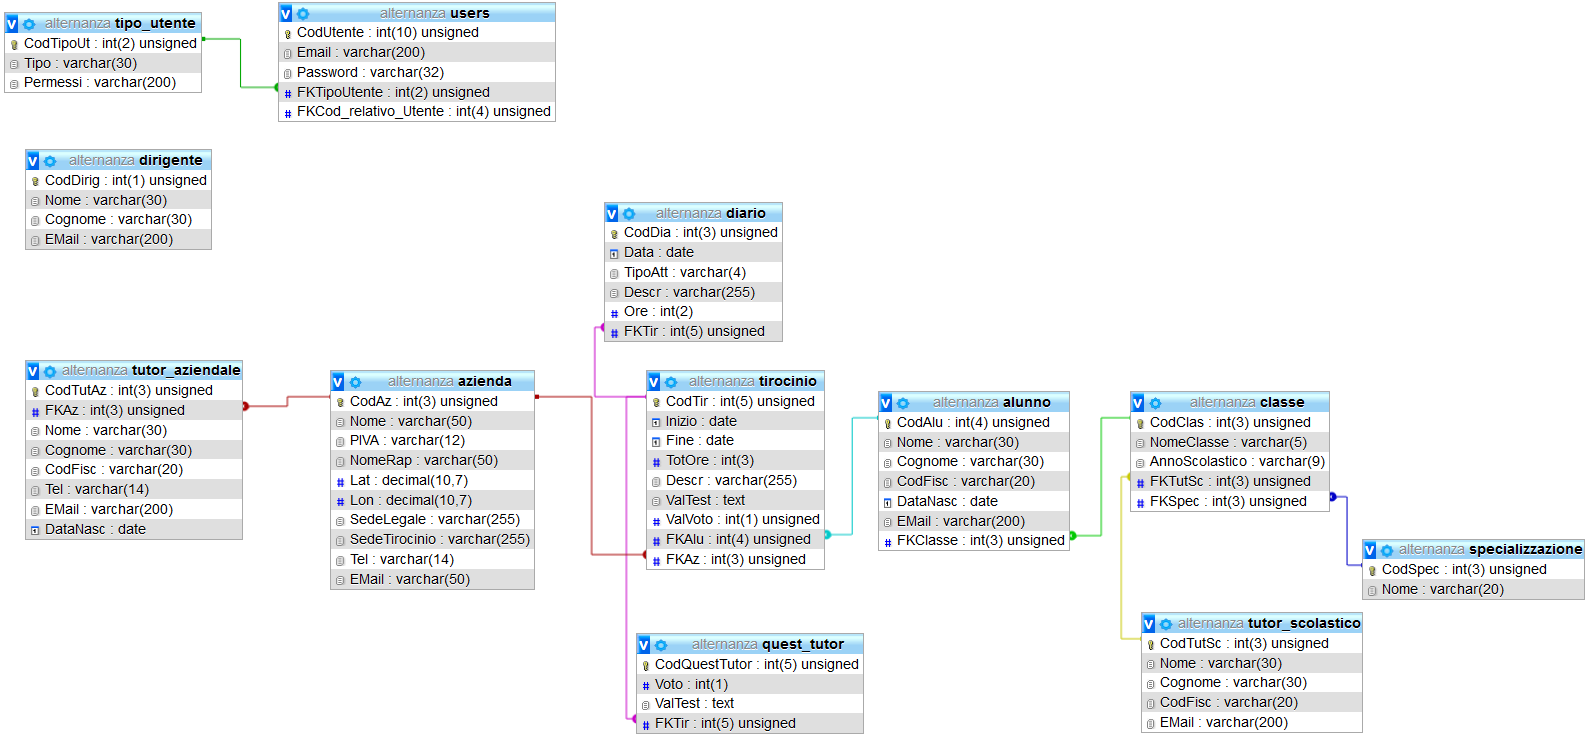 alternanza tipo_utente
CodTipoUt : int(2) unsigned
Tipo : varchar(30)
Permessi : varchar(200)
alternanza users
CodUtente : int(10) unsigned
Email : varchar(200)
Password : varchar(32)
FKTipoUtente : int(2) unsigned
FKCod_relativo_Utente : int(4) unsigned
alternanza dirigente
CodDirig : int(1) unsigned
Nome : varchar(30)
Cognome : varchar(30)
EMail : varchar(200)
alternanza diario
CodDia : int(3) unsigned
Data : date
TipoAtt : varchar(4)
Descr : varchar(255)
Ore : int(2)
FKTir : int(5) unsigned
alternanza tutor_aziendale
CodTutAz : int(3) unsigned
FKAz : int(3) unsigned
Nome : varchar(30)
Cognome : varchar(30)
CodFisc : varchar(20)
Tel : varchar(14)
EMail : varchar(200)
DataNasc : date
alternanza azienda
CodAz : int(3) unsigned
Nome : varchar(50)
PIVA : varchar(12)
NomeRap : varchar(50)
Lat : decimal(10,7)
Lon : decimal(10,7)
SedeLegale : varchar(255)
SedeTirocinio : varchar(255)
Tel : varchar(14)
EMail : varchar(50)
alternanza tirocinio
CodTir : int(5) unsigned
Inizio : date
Fine : date
TotOre : int(3)
Descr : varchar(255)
ValTest : text
ValVoto : int(1) unsigned
FKAlu : int(4) unsigned
FKAz : int(3) unsigned
alternanza alunno
CodAlu : int(4) unsigned
Nome : varchar(30)
Cognome : varchar(30)
CodFisc : varchar(20)
DataNasc : date
EMail : varchar(200)
FKClasse : int(3) unsigned
alternanza classe
CodClas : int(3) unsigned
NomeClasse : varchar(5)
AnnoScolastico : varchar(9)
FKTutSc : int(3) unsigned
FKSpec : int(3) unsigned
alternanza specializzazione
CodSpec : int(3) unsigned
Nome : varchar(20)
alternanza quest_tutor
CodQuestTutor : int(5) unsigned
Voto : int(1)
ValTest : text
FKTir : int(5) unsigned
alternanza tutor_scolastico
CodTutSc : int(3) unsigned
Nome : varchar(30)
Cognome : varchar(30)
CodFisc : varchar(20)
EMail : varchar(200)